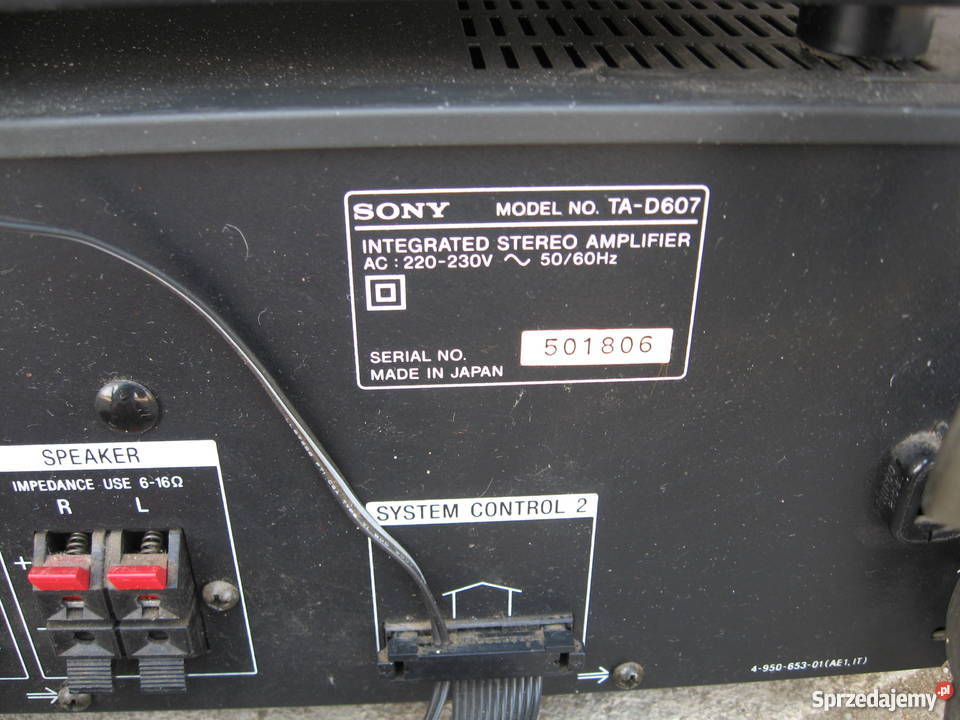 SONY MODEL NO. TA-D607
INTEGRATED STEREO AMPLIFIER
AC : 220-230V ~ 50/60Hz
SERIAL NO. 501806
MADE IN JAPAN
SPEAKER
IMPEDANCE USE 6-16Ω
R L
+
-
SYSTEM CONTROL 2
4-950-653-01(AE1, IT)
Sprzedajemy.pl